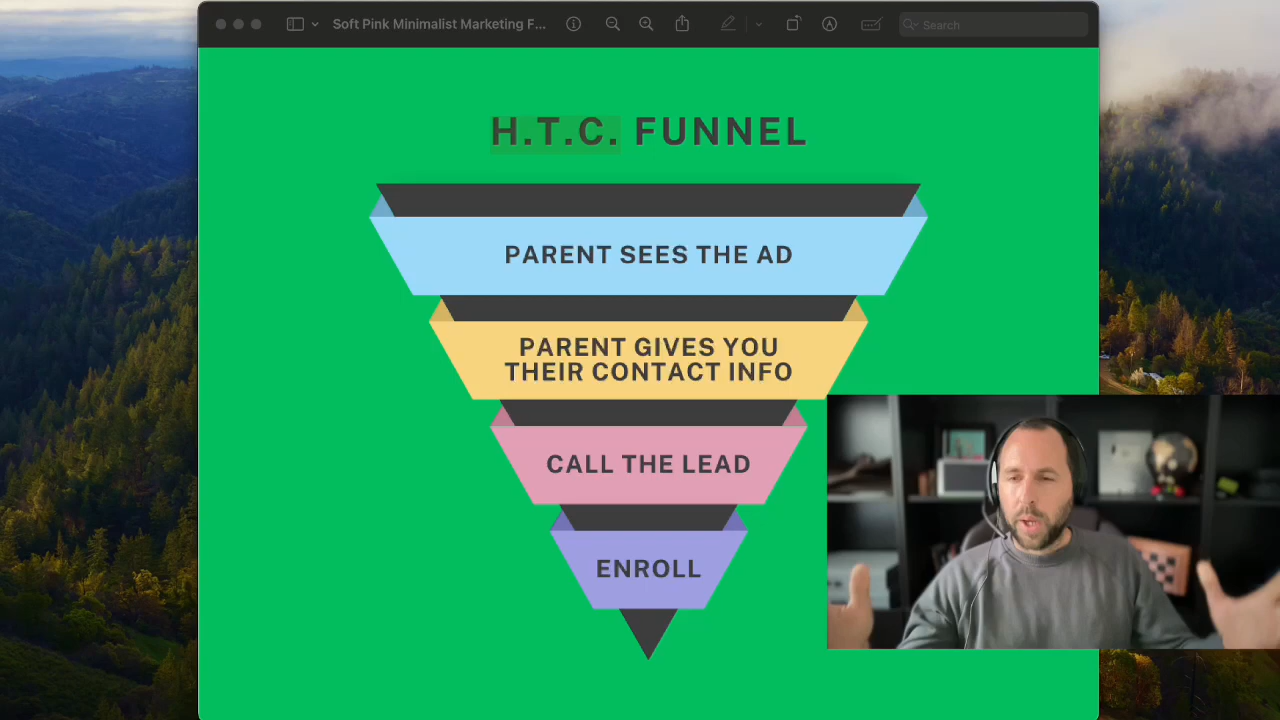 Soft Pink Minimalist Marketing F...
Search
H.T.C. FUNNEL
PARENT SEES THE AD
PARENT GIVES YOU
THEIR CONTACT INFO
CALL THE LEAD
ENROLL